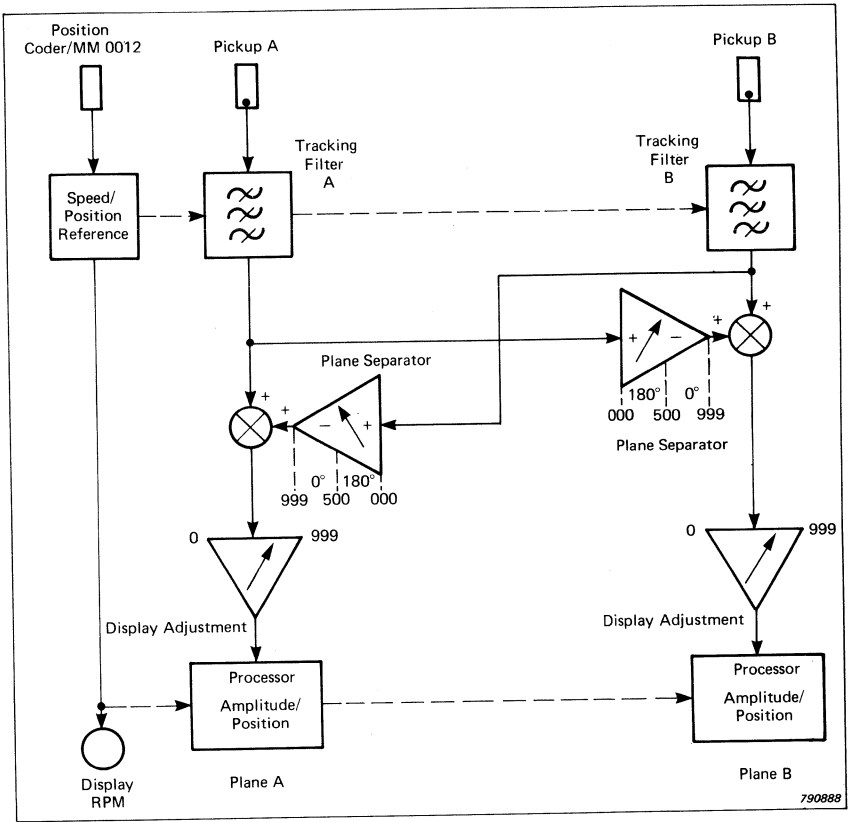 Position
Coder/MM 0012
Pickup A
Pickup B
Tracking
Filter
A
Tracking
Filter
B
Speed/
Position
Reference
Plane Separator
+
+
-
+
999
0°
500
180°
000
+
-
+
+
000
180°
500
0°
999
Plane Separator
0
999
Display Adjustment
0
999
Display Adjustment
Processor
Amplitude/
Position
Plane A
Processor
Amplitude/
Position
Plane B
Display
RPM
790888